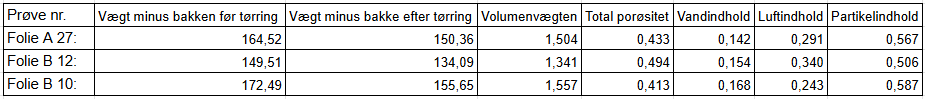 Prøve nr. Vægt minus bakken før tørring Vægt minus bakke efter tørring Volumenvægten Total porøsitet Vandindhold Luftindhold Partikelindhold
Folie A 27: 164,52 150,36 1,504 0,433 0,142 0,291 0,567
Folie B 12: 149,51 134,09 1,341 0,494 0,154 0,340 0,506
Folie B 10: 172,49 155,65 1,557 0,413 0,168 0,243 0,587